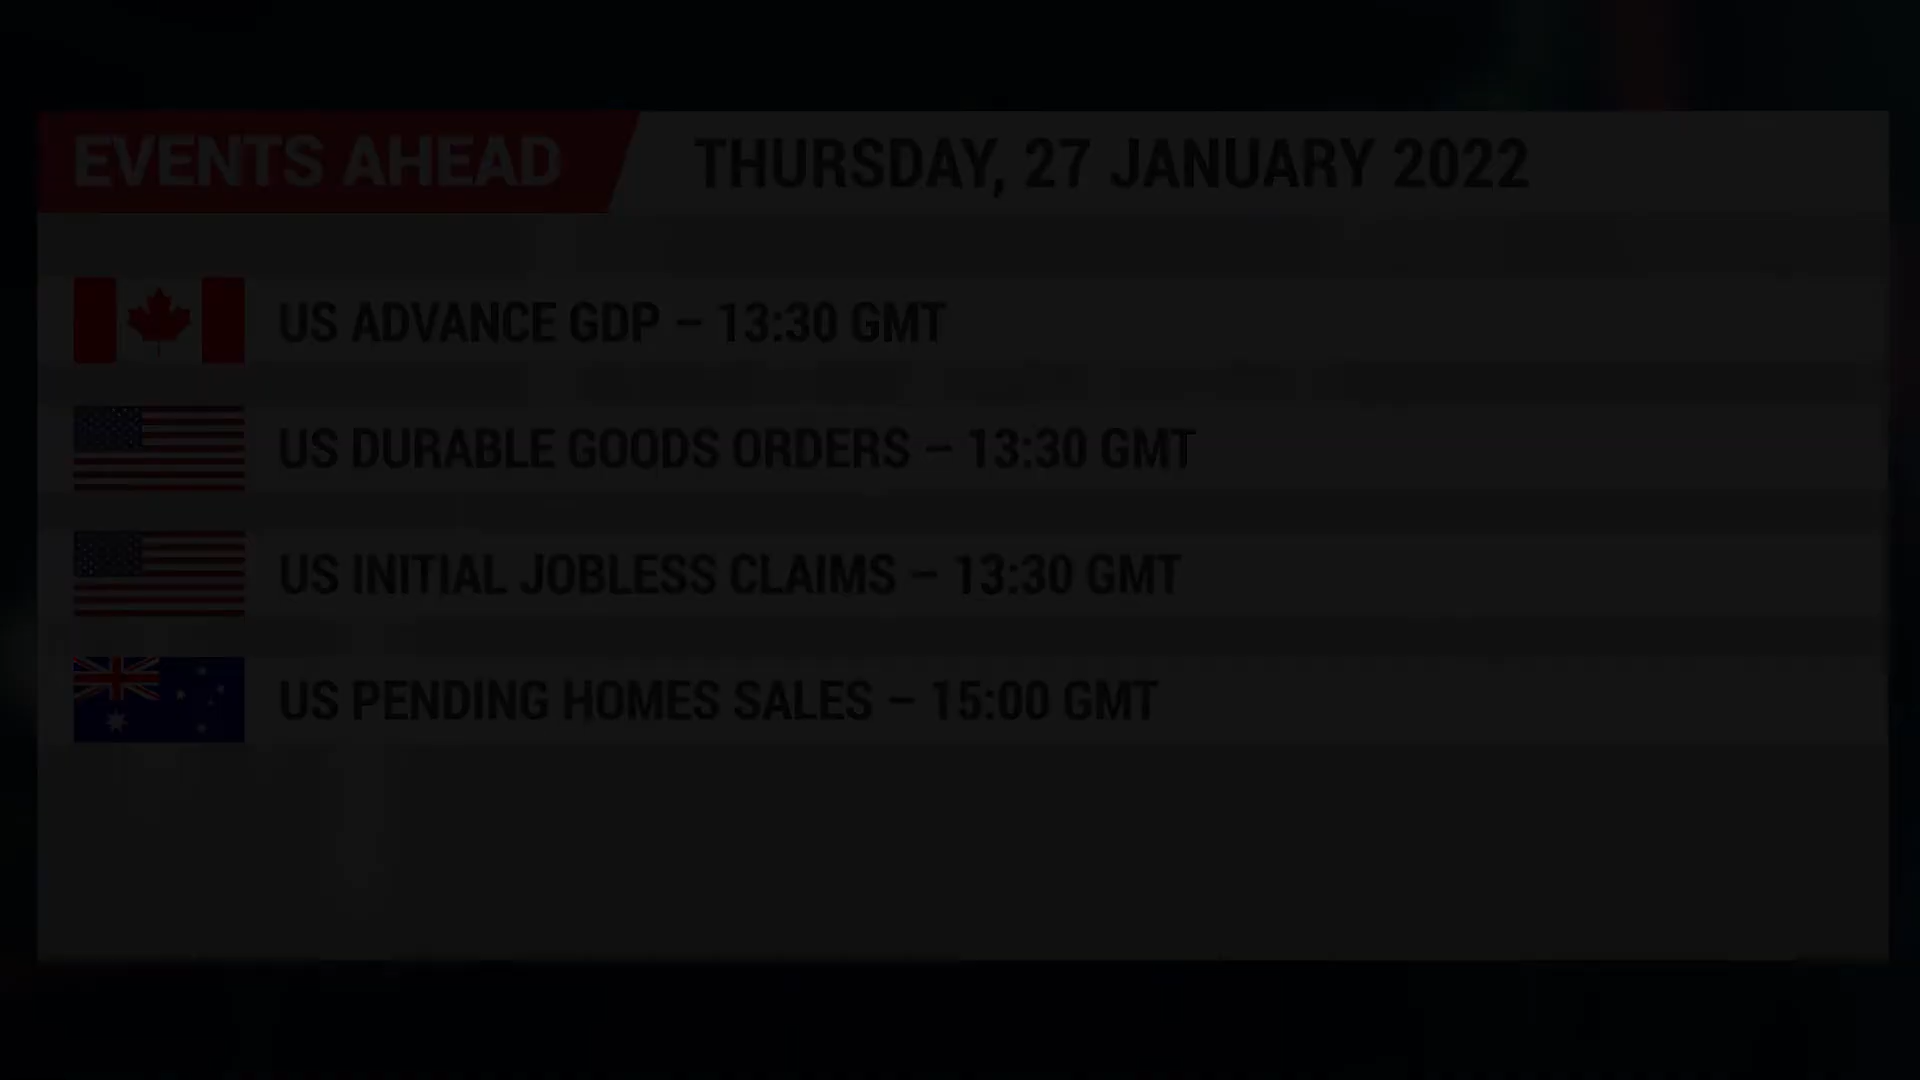 EVENTS AHEAD
THURSDAY, 27 JANUARY 2022
US ADVANCE GDP – 13:30 GMT
US DURABLE GOODS ORDERS – 13:30 GMT
US INITIAL JOBLESS CLAIMS – 13:30 GMT
US PENDING HOMES SALES – 15:00 GMT